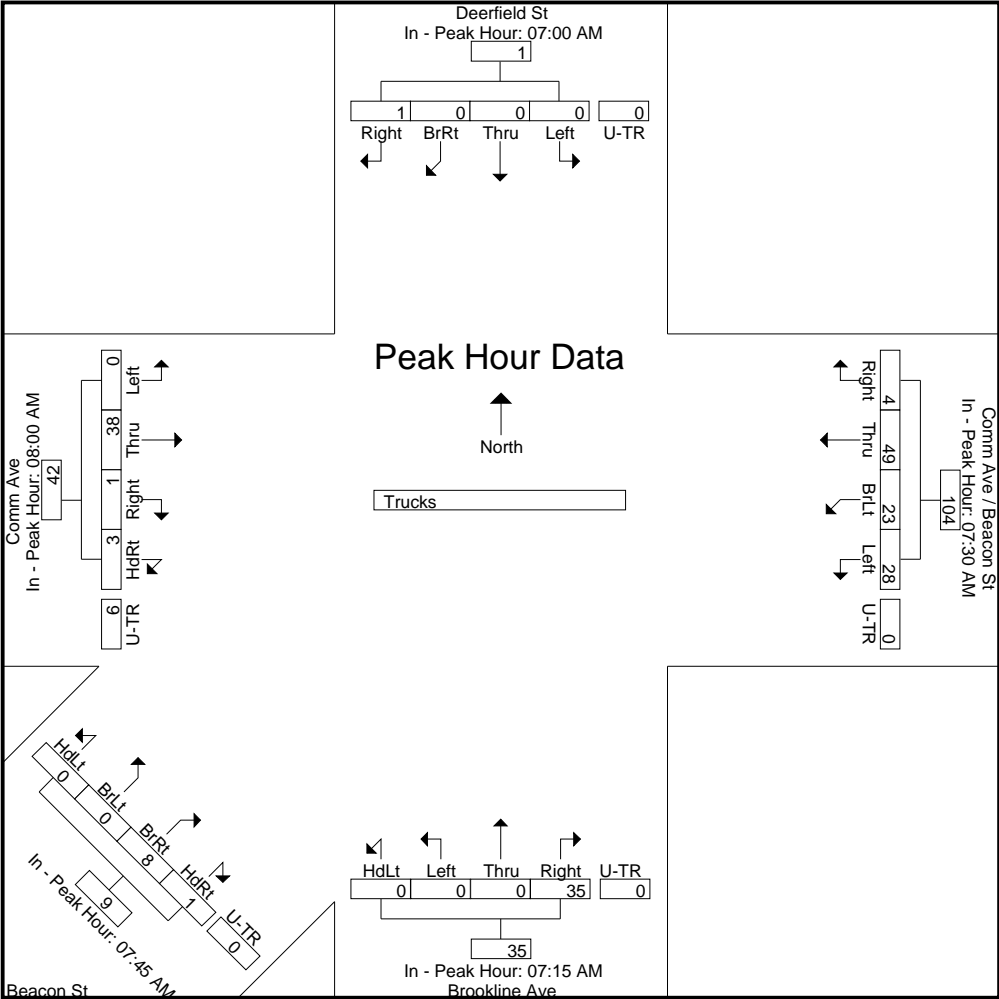 Deerfield St
In - Peak Hour: 07:00 AM
1
1 0 0 0 0
Right BrRt Thru Left U-TR
Peak Hour Data
North
Trucks
Comm Ave
In - Peak Hour: 08:00 AM
42
0 38 1 3 6
Left Thru Right HdRt U-TR
Comm Ave / Beacon St
In - Peak Hour: 07:30 AM
104
4 49 23 28 0
Right Thru BrLt Left U-TR
HdLt BrLt BrRt HdRt U-TR
0 0 8 1 0
9
In - Peak Hour: 07:45 AM
Beacon St
HdLt Left Thru Right U-TR
0 0 0 35 0
35
In - Peak Hour: 07:15 AM
Brookline Ave